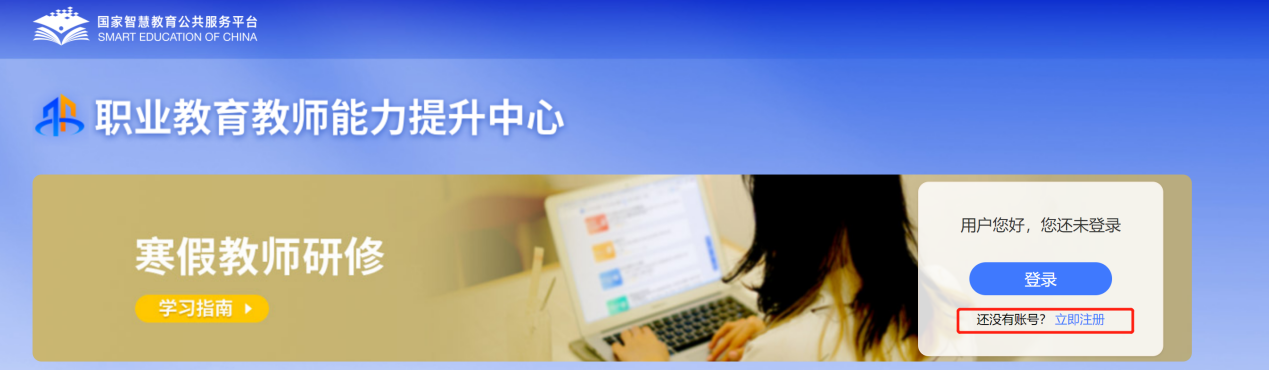 国家智慧教育公共服务平台
SMART EDUCATION OF CHINA
职业教育教师能力提升中心
寒假教师研修
学习指南
用户您好，您还未登录
登录
还没有账号？ 立即注册